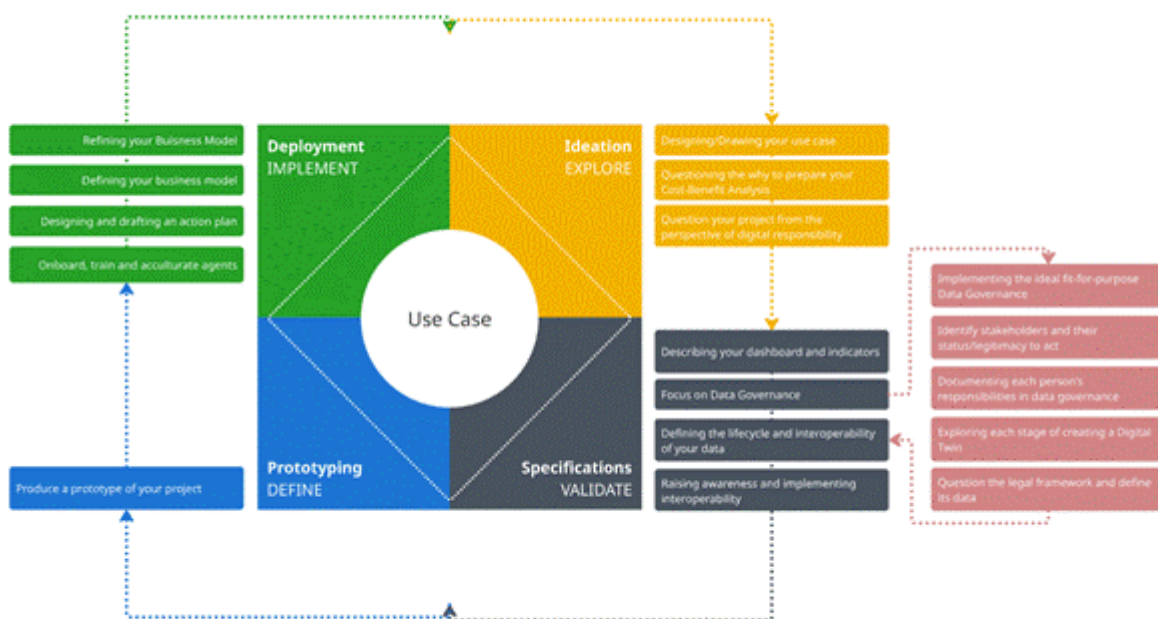 Refining your Buisness Model
Defining your business model
Designing and drafting an action plan
Onboard, train and acculturate agents
Deployment
IMPLEMENT
Ideation
EXPLORE
Use Case
Prototyping
DEFINE
Specifications
VALIDATE
Produce a prototype of your project
Designing/Drawing your use case
Questioning the why to prepare your
Cost-Benefit Analysis
Question your project from the
perspective of digital responsibility
Describing your dashboard and indicators
Focus on Data Governance
Defining the lifecycle and interoperability
of your data
Raising awareness and implementing
interoperability
Implementing the ideal fit-for-purpose
Data Governance
Identify stakeholders and their
status/legitimacy to act
Documenting each person's
responsibilities in data governance
Exploring each stage of creating a Digital
Twin
Question the legal framework and define
its data